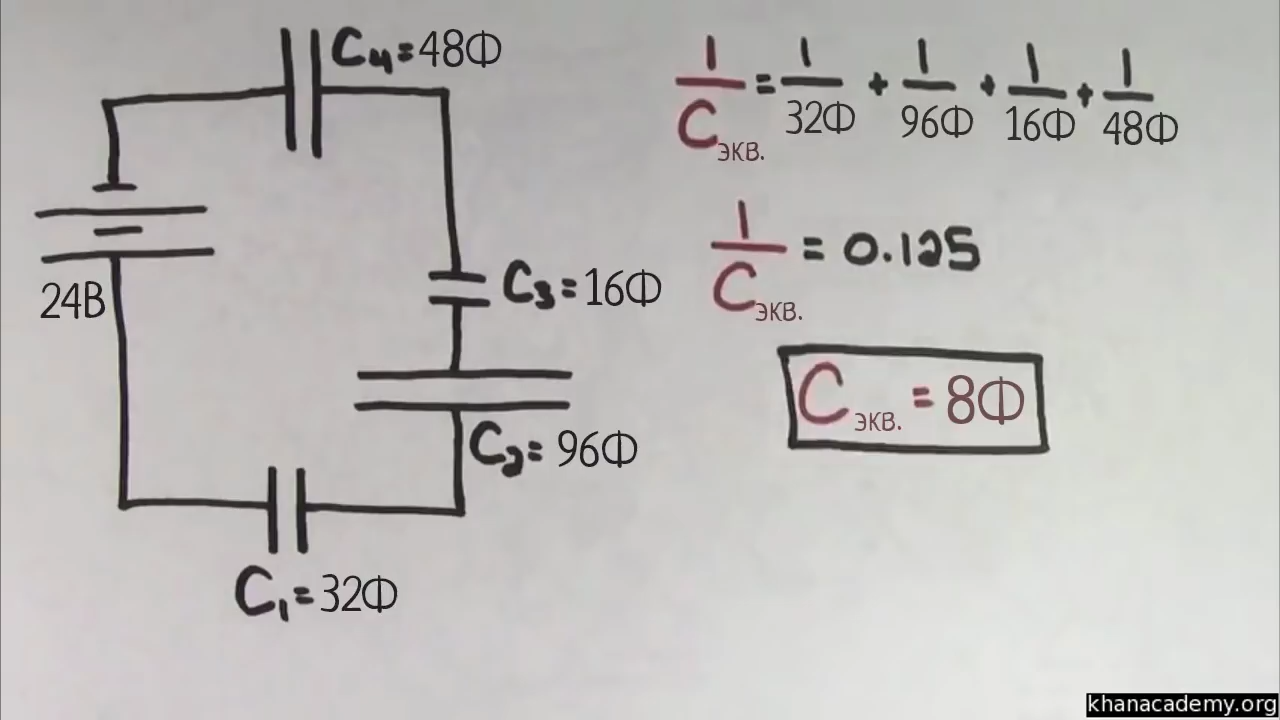 C4=48Ф
24В
C3=16Ф
C2=96Ф
C1=32Ф
1/Cэкв. = 1/32Ф + 1/96Ф + 1/16Ф + 1/48Ф
1/Cэкв. = 0.125
Cэкв. = 8Ф
khanacademy.org